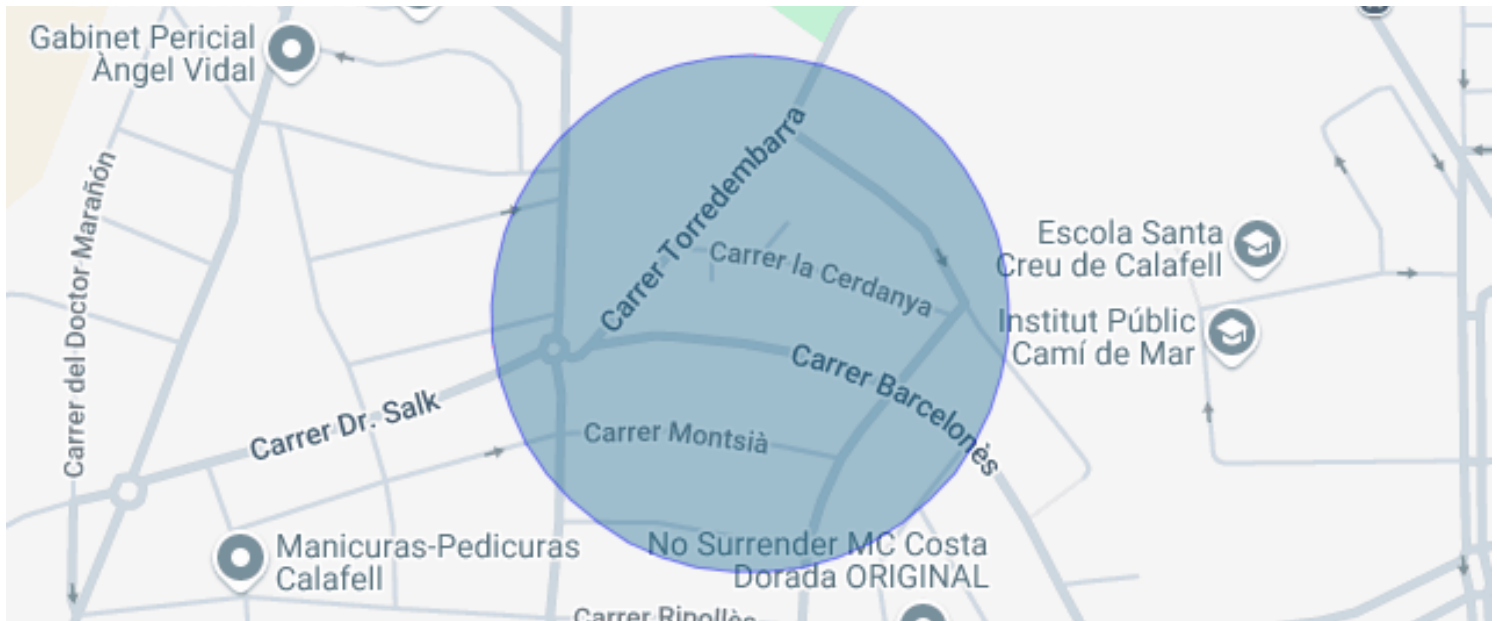 Gabinet Pericial
Àngel Vidal
Carrer del Doctor Marañón
Carrer Torredembarra
Carrer la Cerdanya
Escola Santa
Creu de Calafell
Institut Públic
Camí de Mar
Carrer Barcelonès
Carrer Dr. Salk
Carrer Montsià
Manicuras-Pedicuras
Calafell
No Surrender MC Costa
Dorada ORIGINAL
Carrer Ripollès